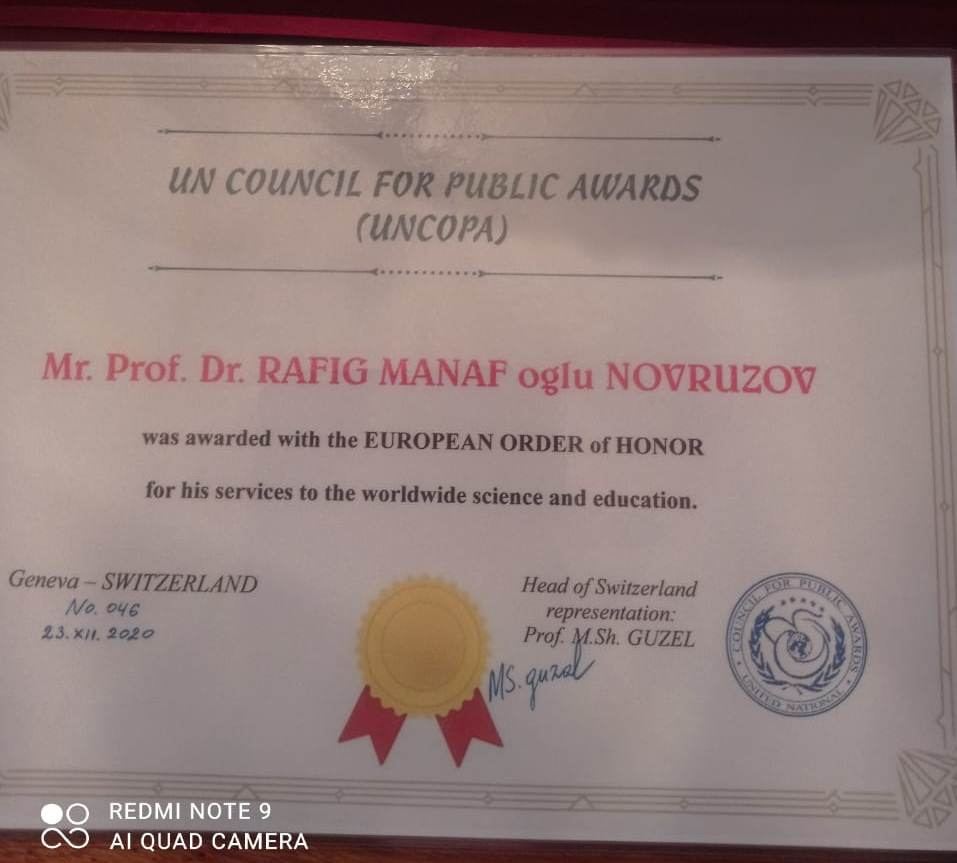 UN COUNCIL FOR PUBLIC AWARDS
(UNCOPA)
Mr. Prof. Dr. RAFIG MANAF oglu NOVRUZOV
was awarded with the EUROPEAN ORDER of HONOR
for his services to the worldwide science and education.
Geneva – SWITZERLAND
No. 046
23.XII. 2020
Head of Switzerland
representation:
Prof. M.Sh. GUZEL
MS. guzel
COUNCIL FOR PUBLIC AWARDS
UNITED NATIONAL
REDMI NOTE 9
AI QUAD CAMERA